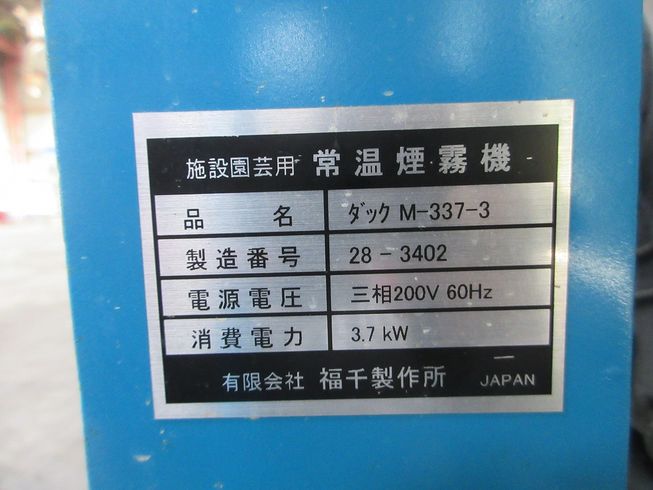 施設園芸用 常温煙霧機
品名 ダック M-337-3
製造番号 28-3402
電源電圧 三相200V 60Hz
消費電力 3.7 kW
有限会社 福千製作所 JAPAN